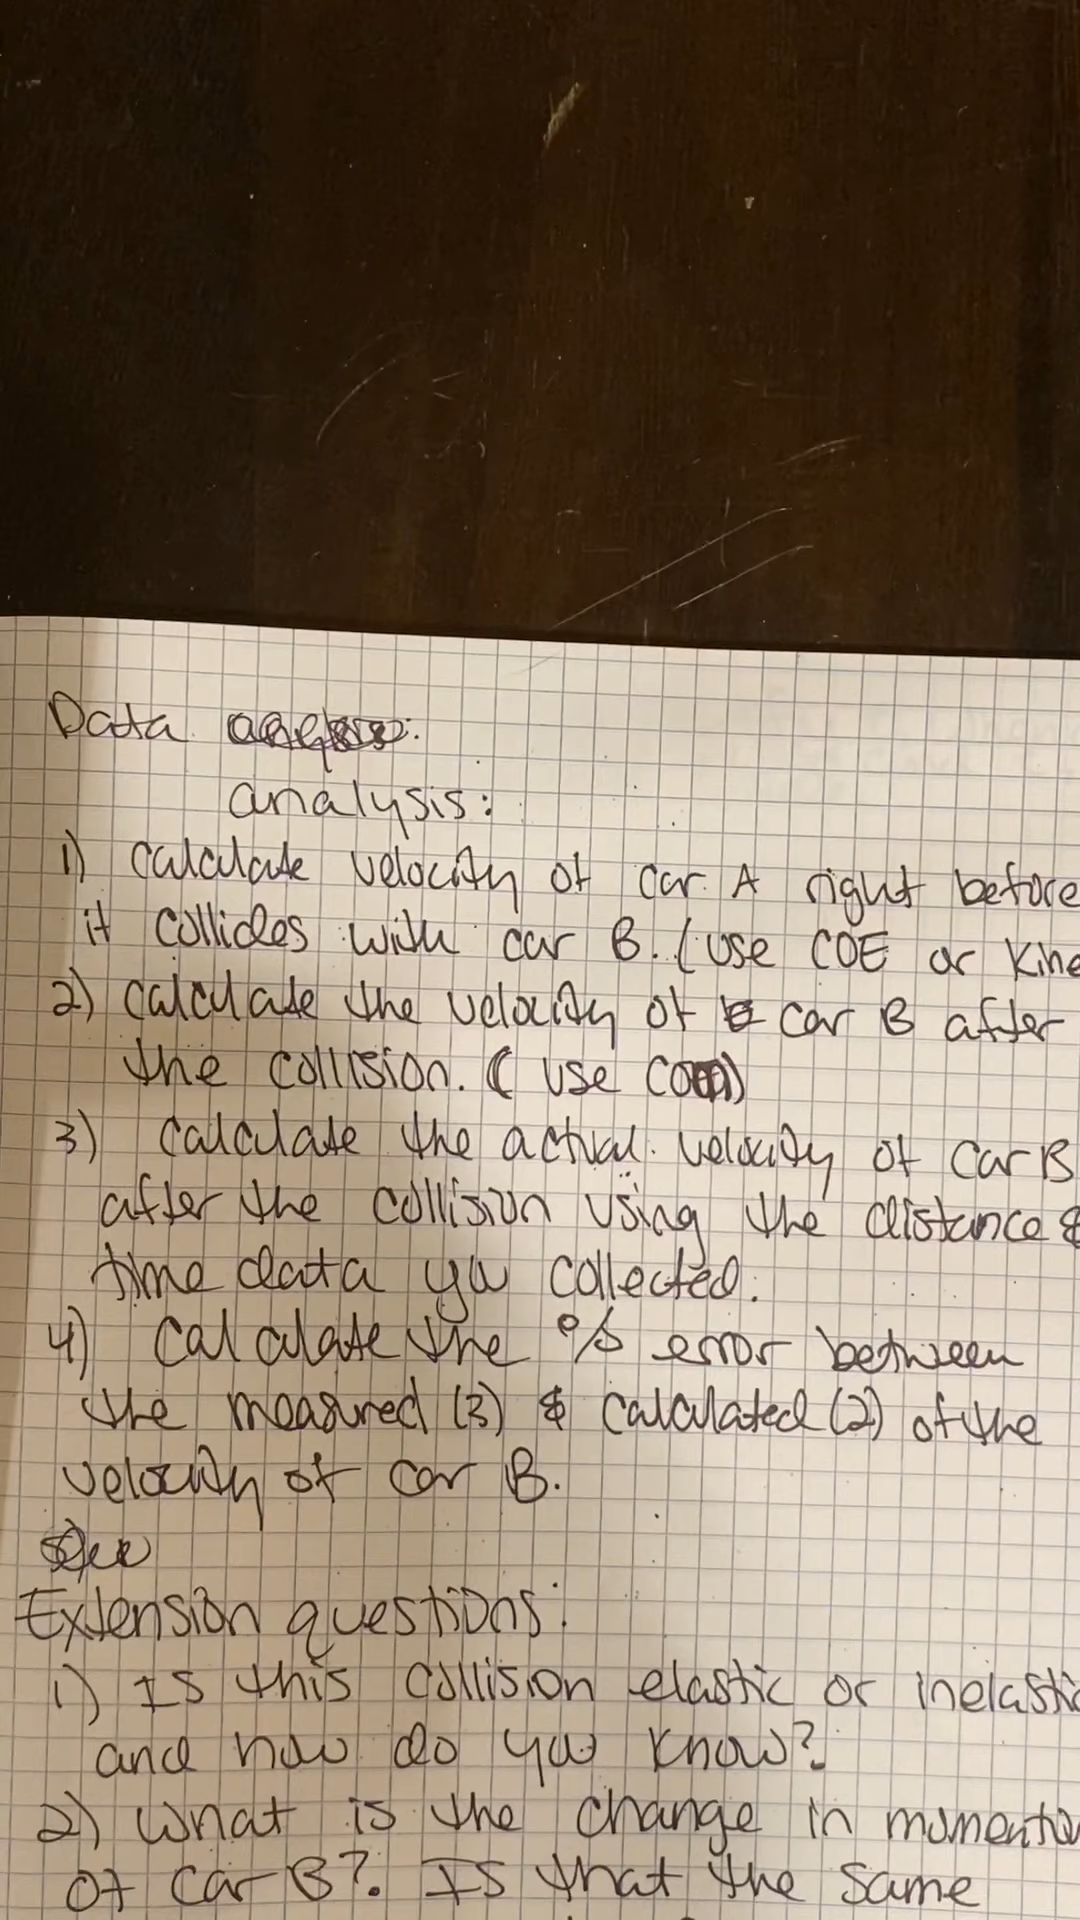 Data
analysis:
1) calculate velocity of car A right before
it collides with car B. (use COE or Kine
2) calculate the velocity of car B after
the collision. (use COM)
3) calculate the actual velocity of car B
after the collision using the distance &
time data you collected.
4) calculate the % error between
the measured (3) & calculated (2) of the
velocity of car B.
Extension questions:
1) Is this collision elastic or inelastic
and how do you know?
2) What is the change in momentu
of car B? Is that the same